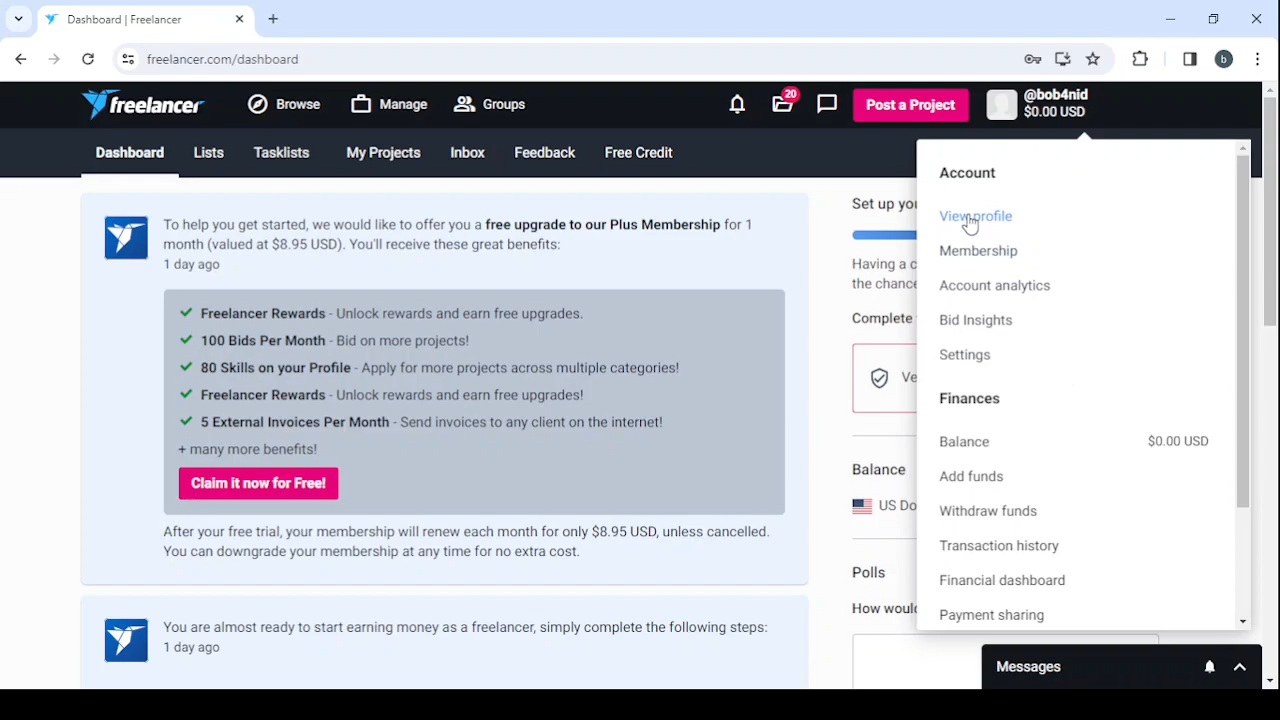 Dashboard | Freelancer
freelancer.com/dashboard
b
freelancer
Browse
Manage
Groups
20
Post a Project
@bob4nid
$0.00 USD
Dashboard
Lists
Tasklists
My Projects
Inbox
Feedback
Free Credit
To help you get started, we would like to offer you a free upgrade to our Plus Membership for 1
month (valued at $8.95 USD). You'll receive these great benefits:
1 day ago
Freelancer Rewards - Unlock rewards and earn free upgrades.
100 Bids Per Month - Bid on more projects!
80 Skills on your Profile - Apply for more projects across multiple categories!
Freelancer Rewards - Unlock rewards and earn free upgrades!
5 External Invoices Per Month - Send invoices to any client on the internet!
+ many more benefits!
Claim it now for Free!
After your free trial, your membership will renew each month for only $8.95 USD, unless cancelled.
You can downgrade your membership at any time for no extra cost.
You are almost ready to start earning money as a freelancer, simply complete the following steps:
1 day ago
Set up
Having a
the chance
Complete
Balance
US
Polls
How
Account
View profile
Membership
Account analytics
Bid Insights
Settings
Finances
Balance $0.00 USD
Add funds
Withdraw funds
Transaction history
Financial dashboard
Payment sharing
Messages